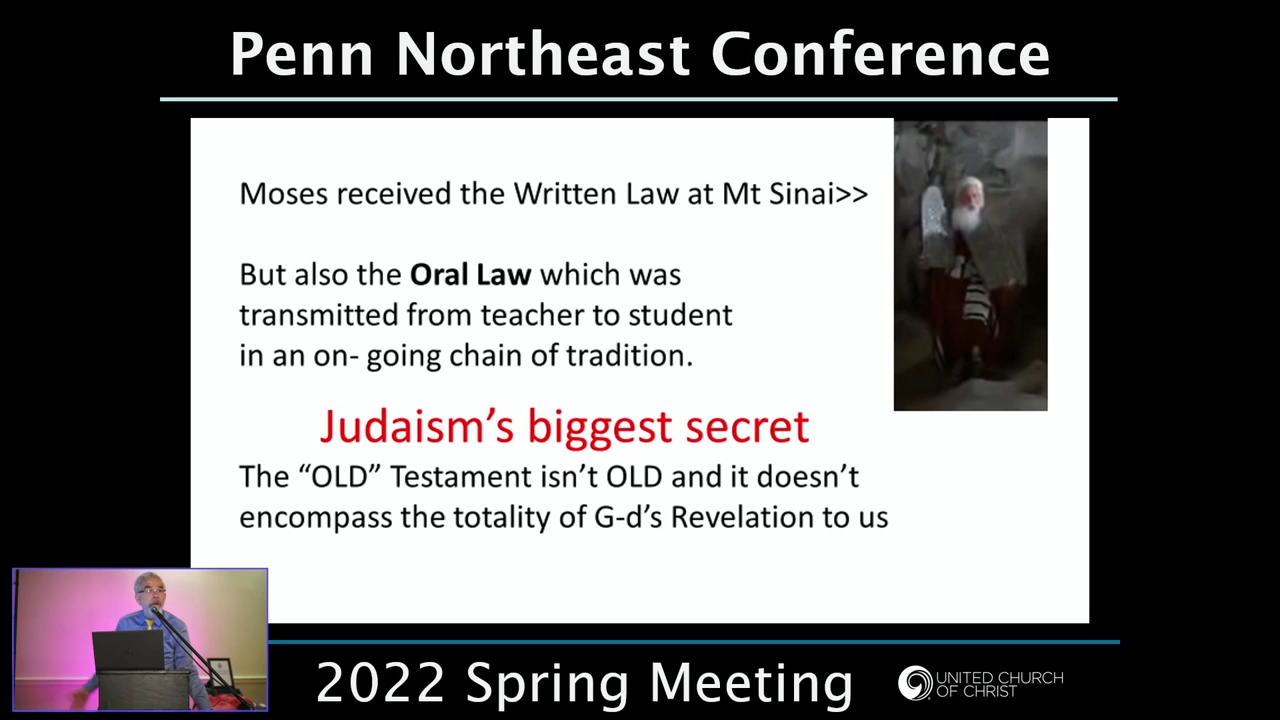 Penn Northeast Conference
Moses received the Written Law at Mt Sinai>>
But also the Oral Law which was
transmitted from teacher to student
in an on- going chain of tradition.
Judaism’s biggest secret
The “OLD” Testament isn’t OLD and it doesn’t
encompass the totality of G-d’s Revelation to us
2022 Spring Meeting
UNITED CHURCH
OF CHRIST